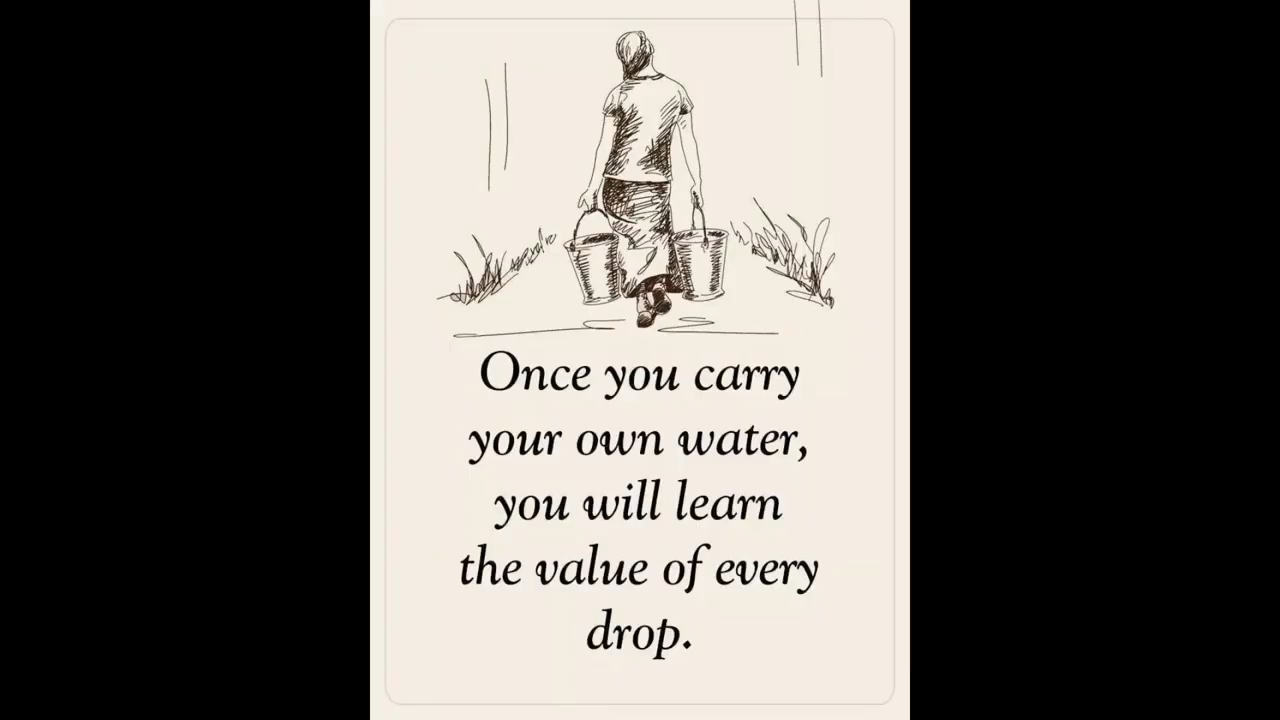 Once you carry
your own water,
you will learn
the value of every
drop.